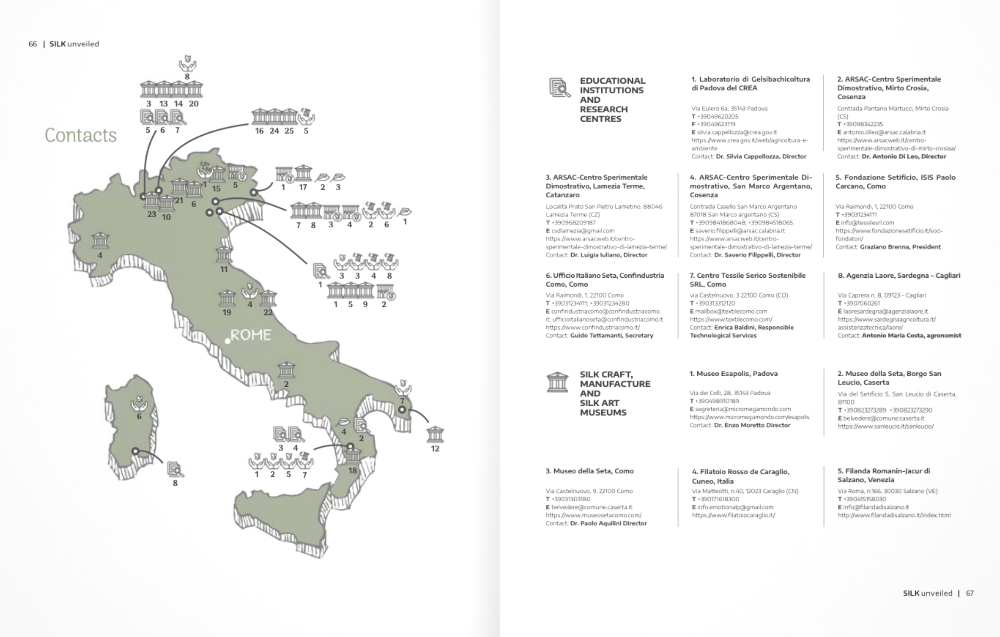 66 | SILK unveiled
Contacts
8
3 13 14 20
5 6 7
16 24 25 5
1 15 5
1 17 2 3
21 6
23 10
7 8 3 4 2 6 1
4
11
3 3 4 8
1
1 5 9 2
19 4 22
ROME
2
7
6
4 2
3 4
12
1 2 5 7
18
8
EDUCATIONAL
INSTITUTIONS
AND
RESEARCH
CENTRES
1. Laboratorio di Gelsibachicoltura
di Padova del CREA
Via Eulero 6a, 35143 Padova
T +39049620205
F +39049623119
E silvia.cappellozza@crea.gov.it
https://www.crea.gov.it/web/agricoltura-e-
ambiente
Contact: Dr. Silvia Cappellozza, Director
2. ARSAC-Centro Sperimentale
Dimostrativo, Mirto Crosia,
Cosenza
Contrada Pantano Martucci, Mirto Crosia
(CS)
T +39098342235
E antonio.dileo@arsac.calabria.it
https://www.arsacweb.it/centro-
sperimentale-dimostrativo-di-mirto-crosiaa/
Contact: Dr. Antonio Di Leo, Director
3. ARSAC-Centro Sperimentale
Dimostrativo, Lamezia Terme,
Catanzaro
Località Prato San Pietro Lametino, 88046
Lamezia Terme (CZ)
T +390968209187
E csdlamezia@gmail.com
https://www.arsacweb.it/centro-
sperimentale-dimostrativo-di-lamezia-terme/
Contact: Dr. Luigia Iuliano, Director
4. ARSAC-Centro Sperimentale Di-
mostrativo, San Marco Argentano,
Cosenza
Contrada Casello San Marco Argentano
87018 San Marco argentano (CS)
T +3909841868048; +390984518065
E saverio.filippelli@arsac.calabria.it
https://www.arsacweb.it/centro-
sperimentale-dimostrativo-di-lamezia-terme/
Contact: Dr. Saverio Filippelli, Director
5. Fondazione Setificio, ISIS Paolo
Carcano, Como
Via Raimondi, 1, 22100 Como
T +39031234111
E info@tessilesrl.com
https://www.fondazionesetificio.it/soci-
fondatori/
Contact: Graziano Brenna, President
6. Ufficio Italiano Seta, Confindustria
Como, Como
Via Raimondi, 1, 22100 Como
T +39031234111; +39031234280
E confindustriacomo@confindustriacomo.
it; ufficioitalianoseta@confindustriacomo.it
https://www.confindustriacomo.it/
Contact: Guido Tettamanti, Secretary
7. Centro Tessile Serico Sostenibile
SRL, Como
via Castelnuovo, 3 22100 Como (CO)
T +390313312120
E mailbox@textilecomo.com
https://www.textilecomo.com/
Contact: Enrica Baldini, Responsible
Technological Services
8. Agenzia Laore, Sardegna – Cagliari
Via Caprera n. 8, 09123 – Cagliari
T +3907060261
E laoresardegna@agenzialaore.it
https://www.sardegnaagricoltura.it/
assistenzatecnica/laore/
Contact: Antonio Maria Costa, agronomist
SILK CRAFT,
MANUFACTURE
AND
SILK ART
MUSEUMS
1. Museo Esapolis, Padova
Via dei Colli, 28, 35143 Padova
T +390498910189
E segreteria@micromegamondo.com
https://www.micromegamondo.com/esapolis
Contact: Dr. Enzo Moretto Director
2. Museo della Seta, Borgo San
Leucio, Caserta
Via del Setificio 5, San Leucio di Caserta,
81100
T +390823273289 +390823273290
E belvedere@comune.caserta.it
https://www.sanleucio.it/sanleucio/
3. Museo della Seta, Como
Via Castelnuovo, 9, 22100 Como
T +39031303180
E belvedere@comune.caserta.it
https://www.museosetacomo.com/
Contact: Dr. Paolo Aquilini Director
4. Filatoio Rosso de Caraglio,
Cuneo, Italia
Via Matteotti, n.40, 12023 Caraglio (CN)
T +390171618300
E info.emotionalp@gmail.com
https://www.filatoiocaraglio.it/
5. Filanda Romanin-Jacur di
Salzano, Venezia
Via Roma, n.166, 30030 Salzano (VE)
T +390415158030
E info@filandadisalzano.it
http://www.filandadisalzano.it/index.html
SILK unveiled | 67